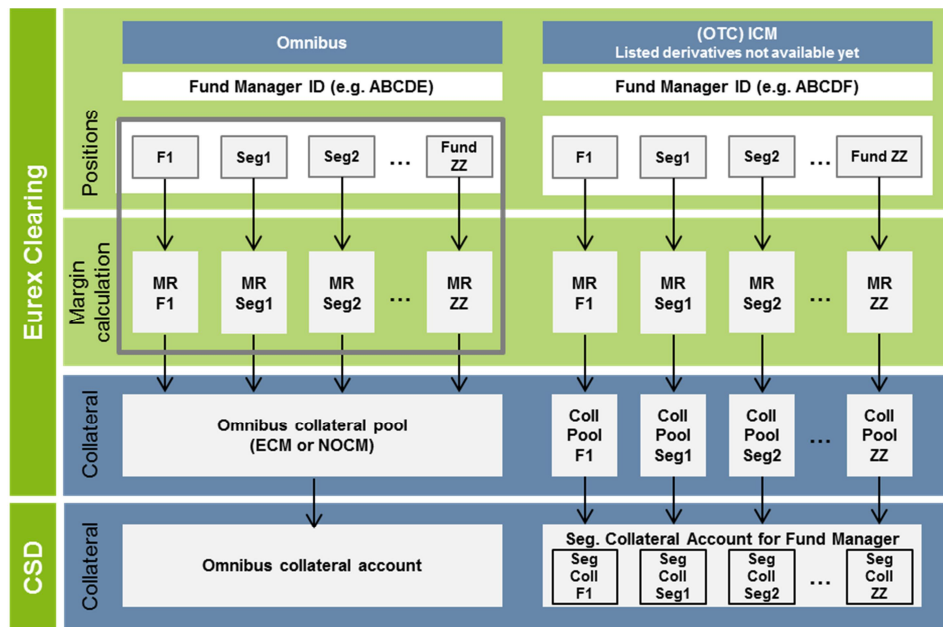 Omnibus
(OTC) ICM
Listed derivatives not available yet
Fund Manager ID (e.g. ABCDE)
Fund Manager ID (e.g. ABCDF)
Eurex Clearing
Positions
F1
Seg1
Seg2
...
Fund
ZZ
F1
Seg1
Seg2
...
Fund ZZ
Margin
calculation
MR
F1
MR
Seg1
MR
Seg2
...
MR
ZZ
MR
F1
MR
Seg1
MR
Seg2
...
MR
ZZ
Collateral
Omnibus collateral pool
(ECM or NOCM)
Coll
Pool
F1
Coll
Pool
Seg1
Coll
Pool
Seg2
...
Coll
Pool
ZZ
CSD
Collateral
Omnibus collateral account
Seg. Collateral Account for Fund Manager
Seg
Coll
F1
Seg
Coll
Seg1
Seg
Coll
Seg2
...
Seg
Coll
ZZ